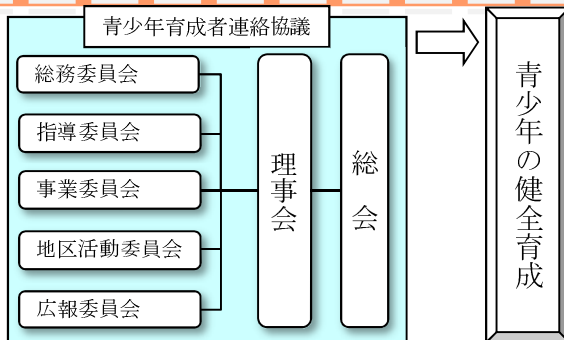 青少年育成者連絡協議
総務委員会
指導委員会
事業委員会
地区活動委員会
広報委員会
理事会
総会
青少年の健全育成